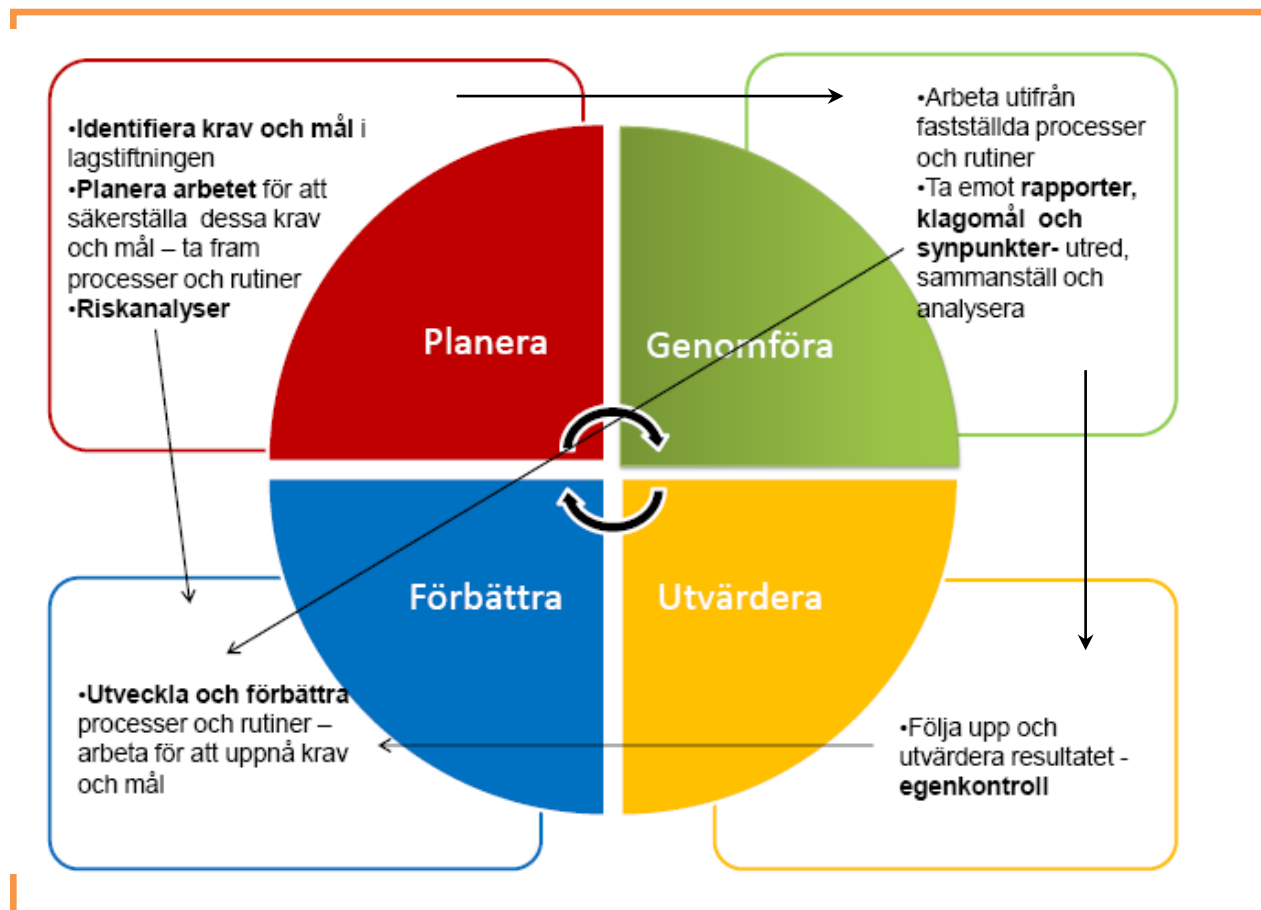 •Identifiera krav och mål i
lagstiftningen
•Planera arbetet för att
säkerställa dessa krav
och mål – ta fram
processer och rutiner
•Riskanalyser
•Arbeta utifrån
fastställda processer
och rutiner
•Ta emot rapporter,
klagomål och
synpunkter- utred,
sammanställ och
analysera
Planera
Genomföra
Förbättra
Utvärdera
•Utveckla och förbättra
processer och rutiner –
arbeta för att uppnå krav
och mål
•Följa upp och
utvärdera resultatet -
egenkontroll